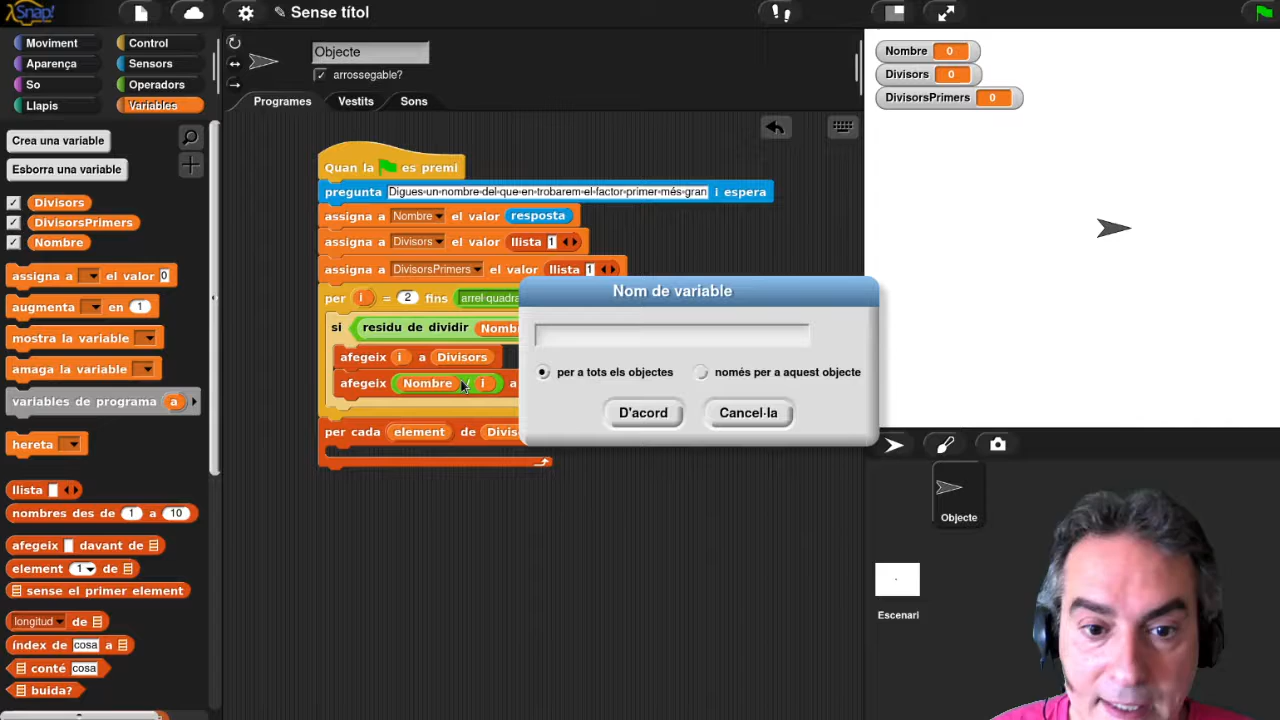 Snap!
Sense títol
Moviment
Control
Aparença
Sensors
So
Operadors
Llapis
Variables
Objecte
arrossegable?
Programes
Vestits
Sons
Crea una variable
Esborra una variable
Divisors
DivisorsPrimers
Nombre
assigna a el valor 0
augmenta en 1
mostra la variable
amaga la variable
variables de programa a
hereta
llista
nombres des de 1 a 10
afegeix davant de
element 1 de
sense el primer element
longitud de
índex de cosa a
conté cosa
buida?
Quan la es premi
pregunta Digues·un·nombre·del·que·en·trobarem·el·factor·primer·més·gran i espera
assigna a Nombre el valor resposta
assigna a Divisors el valor llista 1
assigna a DivisorsPrimers el valor llista 1
per i = 2 fins arrel quadra
si residu de dividir Nombr
afegeix i a Divisors
afegeix Nombre / i a
per cada element de Divis
Nom de variable
per a tots els objectes
només per a aquest objecte
D'acord
Cancel·la
Nombre 0
Divisors 0
DivisorsPrimers 0
Objecte
Escenari